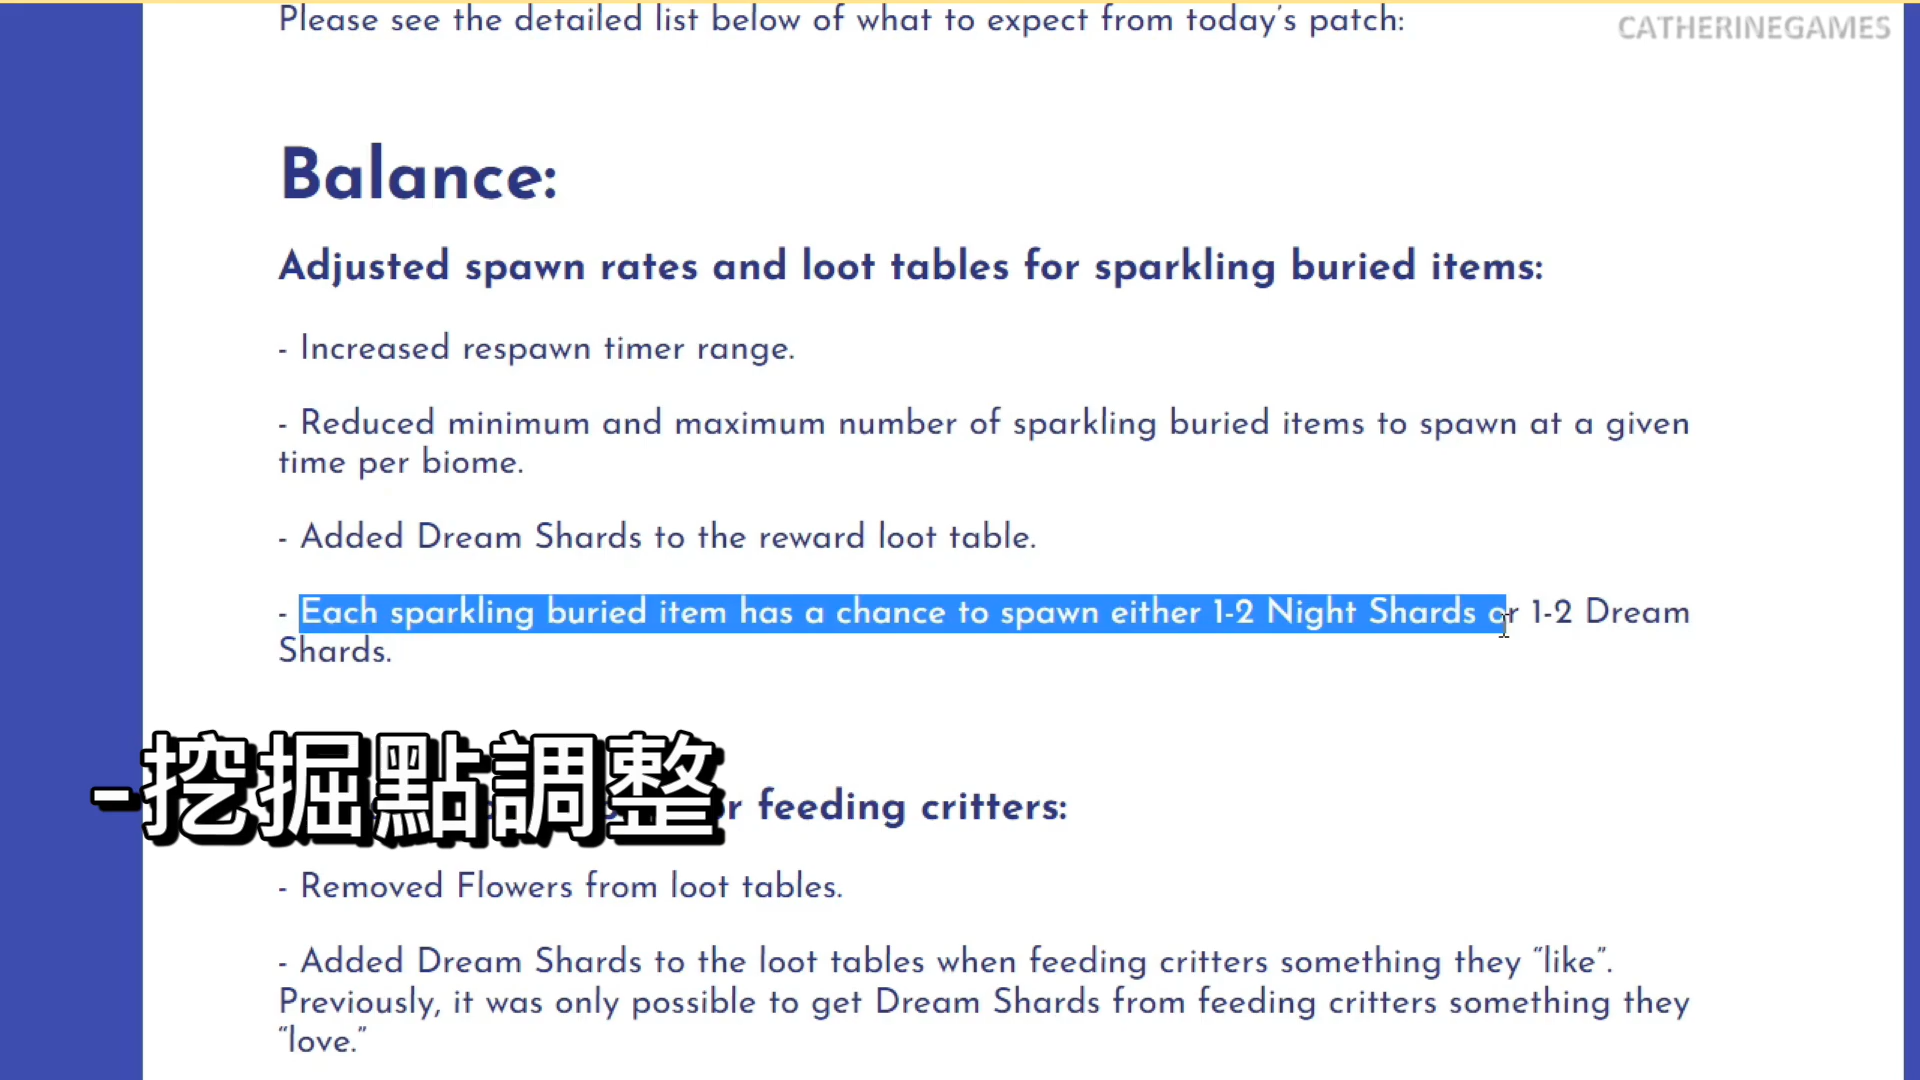 Please see the detailed list below of what to expect from today's patch:
CATHERINEGAMES
Balance:
Adjusted spawn rates and loot tables for sparkling buried items:
- Increased respawn timer range.
- Reduced minimum and maximum number of sparkling buried items to spawn at a given
time per biome.
- Added Dream Shards to the reward loot table.
- Each sparkling buried item has a chance to spawn either 1-2 Night Shards or 1-2 Dream
Shards.
-挖掘點調整
feeding critters:
- Removed Flowers from loot tables.
- Added Dream Shards to the loot tables when feeding critters something they “like”.
Previously, it was only possible to get Dream Shards from feeding critters something they
“love.”